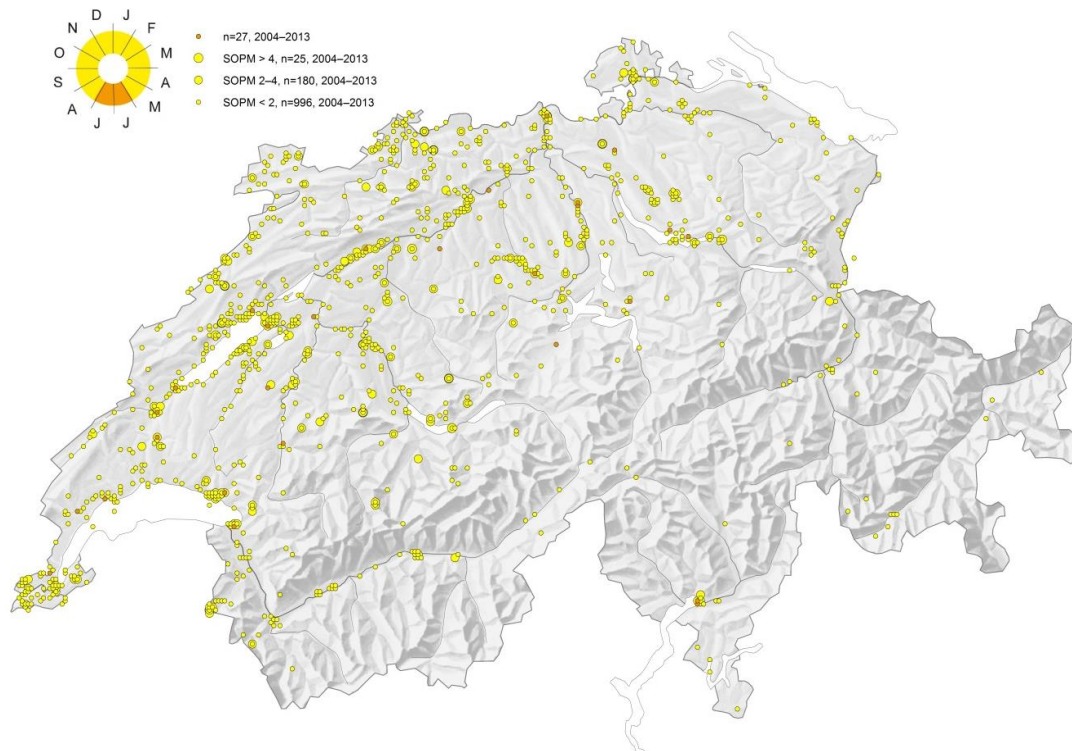 D J
N F
O M
S A
A M
J J
n=27, 2004–2013
SOPM > 4, n=25, 2004–2013
SOPM 2–4, n=180, 2004–2013
SOPM < 2, n=996, 2004–2013